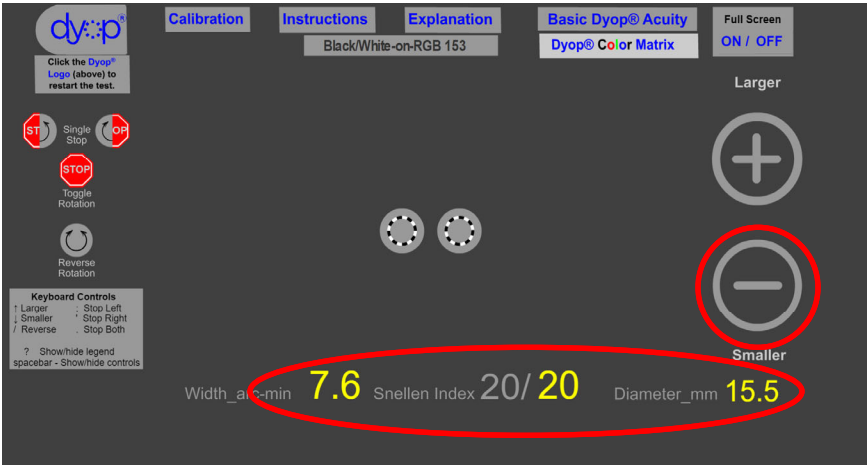 dyop®
Calibration
Instructions
Explanation
Basic Dyop® Acuity
Full Screen
ON / OFF
Black/White-on-RGB 153
Dyop® Color Matrix
Click the Dyop®
Logo (above) to
restart the test.
Larger
ST
Single
Stop
OP
STOP
Toggle
Rotation
Reverse
Rotation
Keyboard Controls
↑ Larger ; Stop Left
↓ Smaller ' Stop Right
/ Reverse . Stop Both
? Show/hide legend
spacebar - Show/hide controls
Smaller
Width_arc-min 7.6 Snellen Index 20/ 20 Diameter_mm 15.5